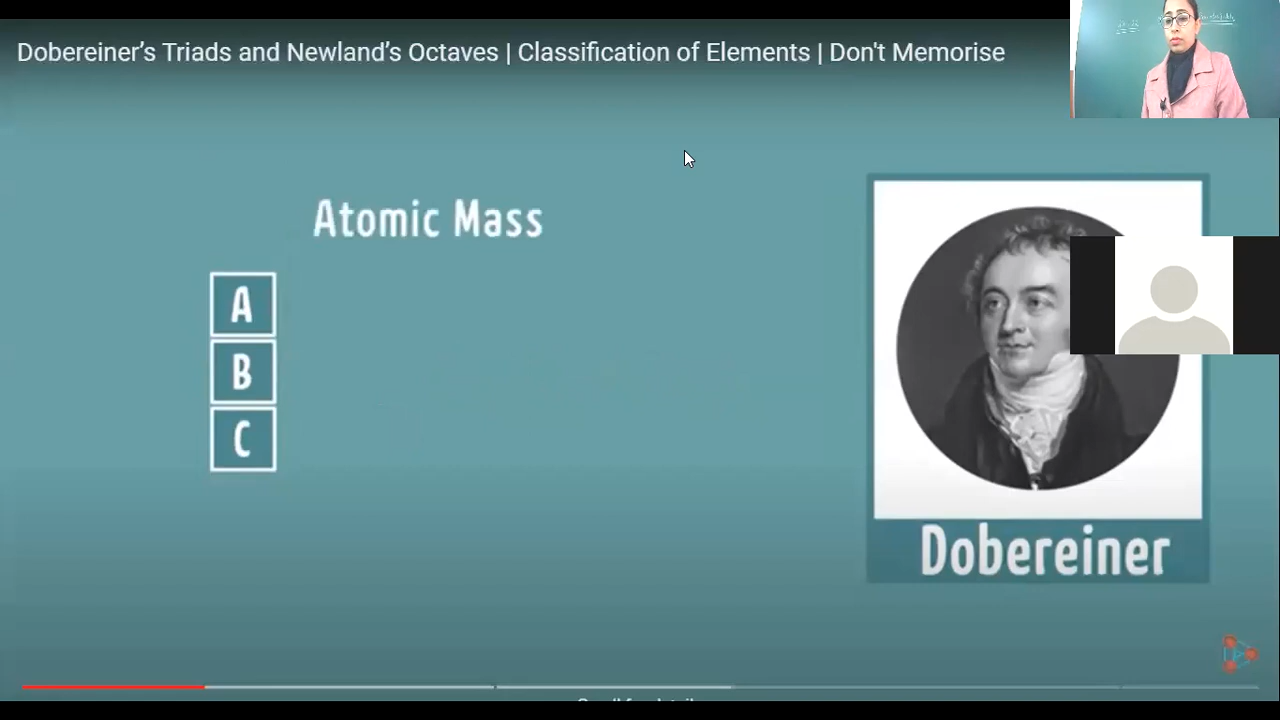 Dobereiner’s Triads and Newland’s Octaves | Classification of Elements | Don't Memorise
Atomic Mass
A
B
C
Dobereiner